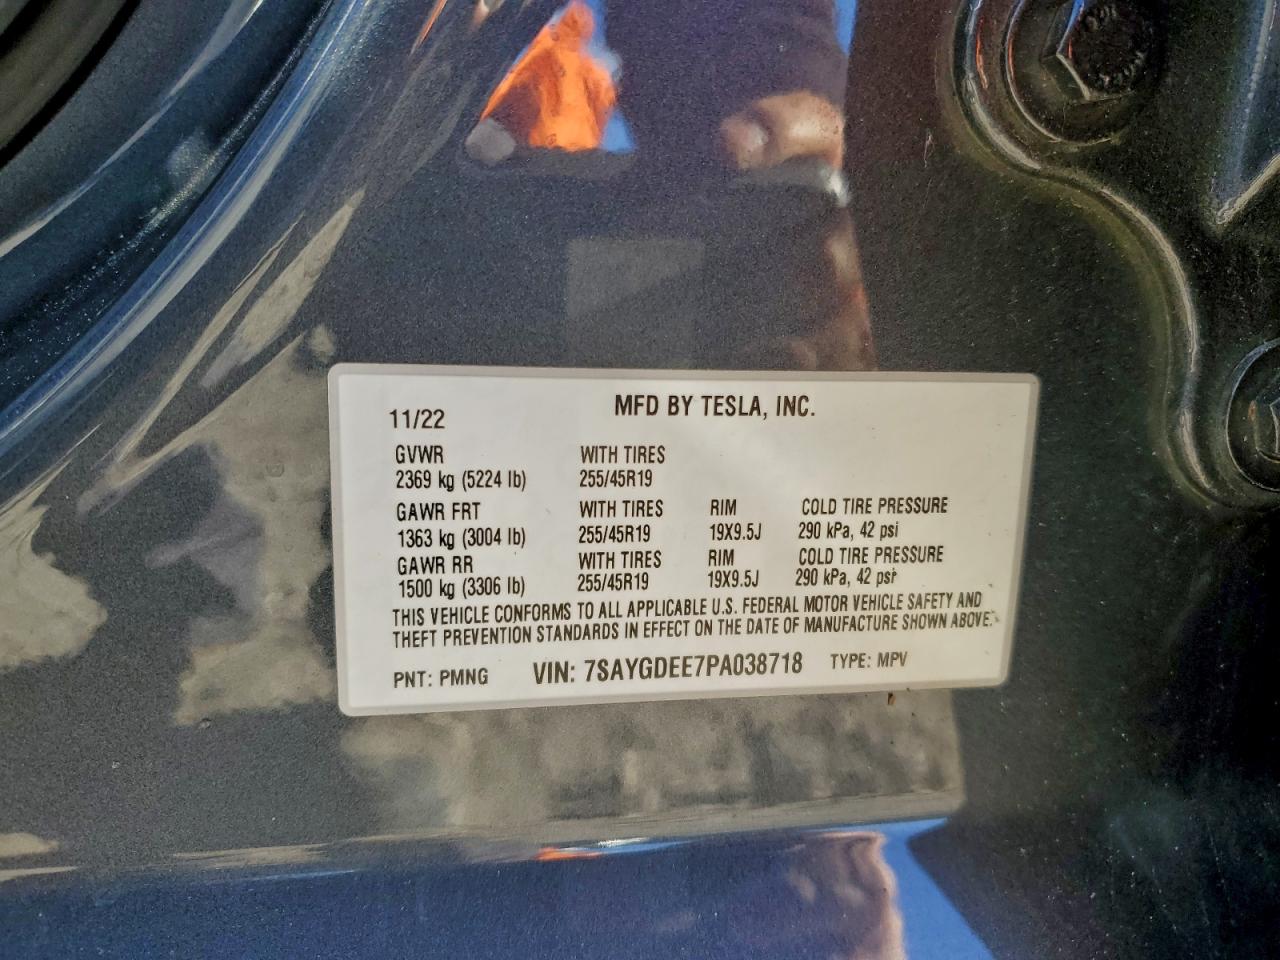 MFD BY TESLA, INC.
11/22
GVWR WITH TIRES
2369 kg (5224 lb) 255/45R19
GAWR FRT WITH TIRES RIM COLD TIRE PRESSURE
1363 kg (3004 lb) 255/45R19 19X9.5J 290 kPa, 42 psi
GAWR RR WITH TIRES RIM COLD TIRE PRESSURE
1500 kg (3306 lb) 255/45R19 19X9.5J 290 kPa, 42 psi
THIS VEHICLE CONFORMS TO ALL APPLICABLE U.S. FEDERAL MOTOR VEHICLE SAFETY AND
THEFT PREVENTION STANDARDS IN EFFECT ON THE DATE OF MANUFACTURE SHOWN ABOVE.
PNT: PMNG VIN: 7SAYGDEE7PA038718 TYPE: MPV